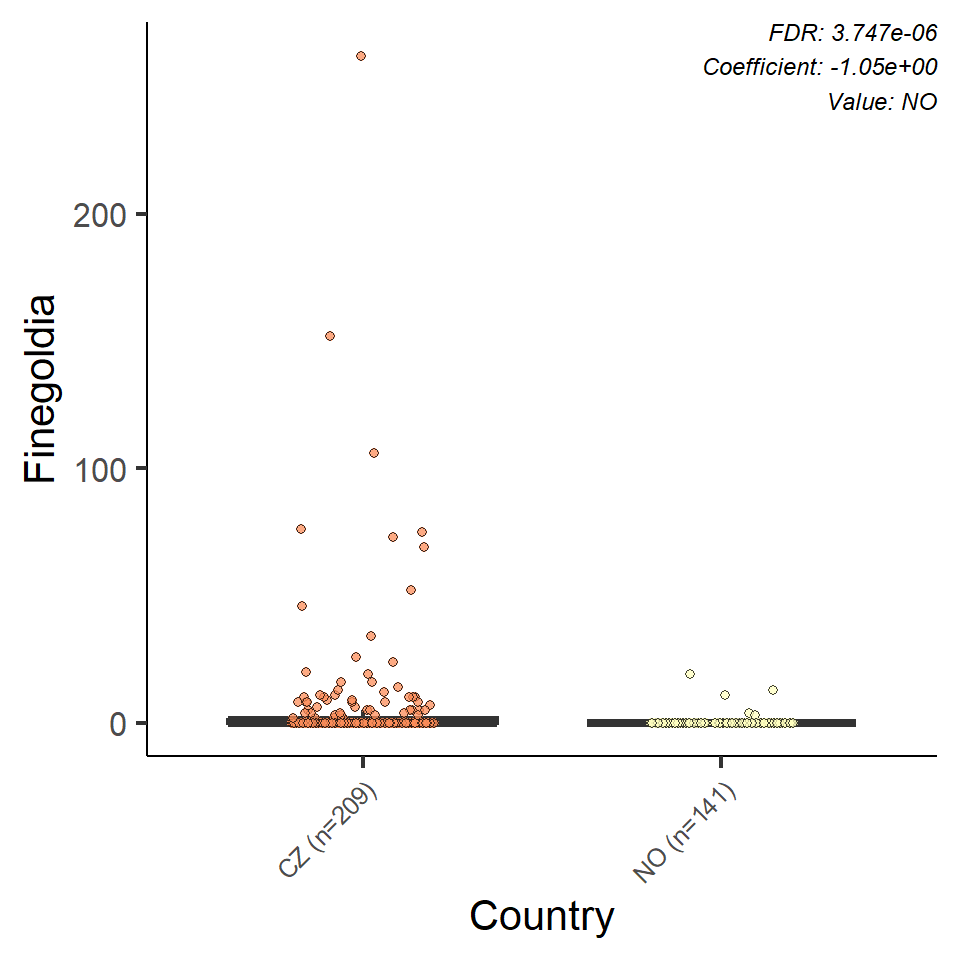 FDR: 3.747e-06
Coefficient: -1.05e+00
Value: NO
200
100
0
Finegoldia
CZ (n=209)
NO (n=141)
Country